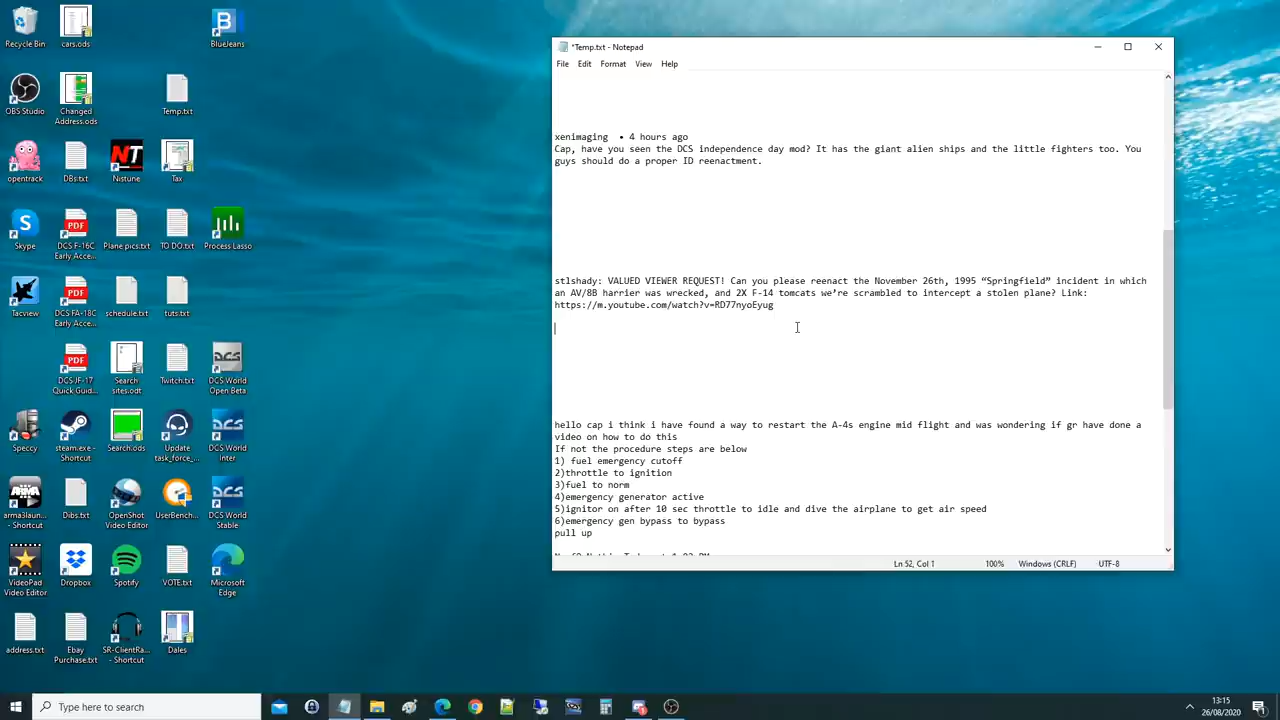 Recycle Bin
cars.ods
BlueJeans
OBS Studio
Changed
Address.ods
Temp.txt
opentrack
DBs.txt
Nistune
Tax
Skype
DCS F-16C
Early Acce...
Plane pics.txt
TO DO.txt
Process Lasso
Tacview
DCS FA-18C
Early Acce...
schedule.txt
tuts.txt
DCS JF-17
Quick Guid...
Search
sites.odt
Twitch.txt
DCS World
Open Beta
Speccy
steam.exe -
Shortcut
Search.ods
Update
task_force_...
DCS World
Inter
arma3launc...
- Shortcut
Dibs.txt
OpenShot
Video Editor
UserBench...
DCS World
Stable
VideoPad
Video Editor
Dropbox
Spotify
VOTE.txt
Microsoft
Edge
address.txt
Ebay
Purchase.txt
SR-ClientRa...
- Shortcut
Dales
*Temp.txt - Notepad
File Edit Format View Help
xenimaging • 4 hours ago
Cap, have you seen the DCS independence day mod? It has the giant alien ships and the little fighters too. You
guys should do a proper ID reenactment.
stlshady: VALUED VIEWER REQUEST! Can you please reenact the November 26th, 1995 “Springfield” incident in which
an AV/8B harrier was wrecked, and 2X F-14 tomcats we’re scrambled to intercept a stolen plane? Link:
https://m.youtube.com/watch?v=RD77nyoEyug
hello cap i think i have found a way to restart the A-4s engine mid flight and was wondering if gr have done a
video on how to do this
If not the procedure steps are below
1) fuel emergency cutoff
2)throttle to ignition
3)fuel to norm
4)emergency generator active
5)ignitor on after 10 sec throttle to idle and dive the airplane to get air speed
6)emergency gen bypass to bypass
pull up
Ln 52, Col 1 100% Windows (CRLF) UTF-8
Type here to search
13:15
26/08/2020